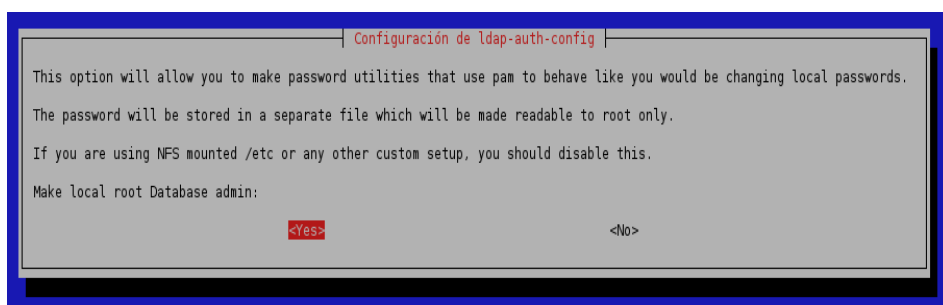 Configuración de ldap-auth-config
This option will allow you to make password utilities that use pam to behave like you would be changing local passwords.
The password will be stored in a separate file which will be made readable to root only.
If you are using NFS mounted /etc or any other custom setup, you should disable this.
Make local root Database admin:
<Yes> <No>